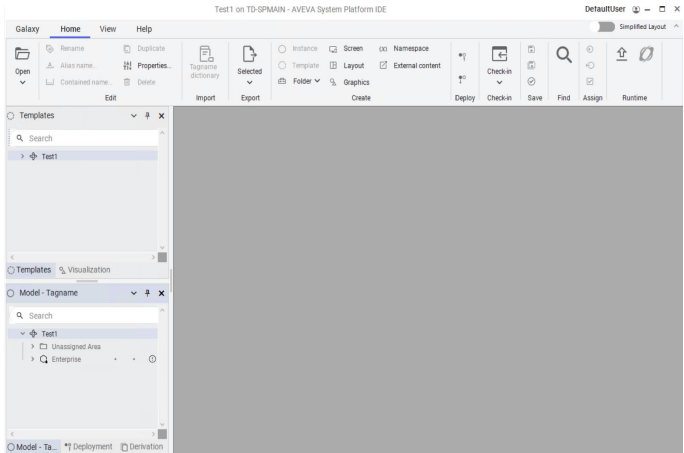 Test1 on TD-SPMAIN - AVEVA System Platform IDE
DefaultUser
Galaxy Home View Help
Simplified Layout
Open
Rename
Alias name...
Contained name...
Duplicate
Properties...
Delete
Edit
Tagname dictionary
Import
Selected
Export
Instance
Template
Folder
Screen
Layout
Graphics
Namespace
External content
Create
Deploy
Check-in
Check-in
Save
Find
Assign
Runtime
Templates
Search
Test1
Templates Visualization
Model - Tagname
Search
Test1
Unassigned Area
Enterprise
Model - Ta... Deployment Derivation